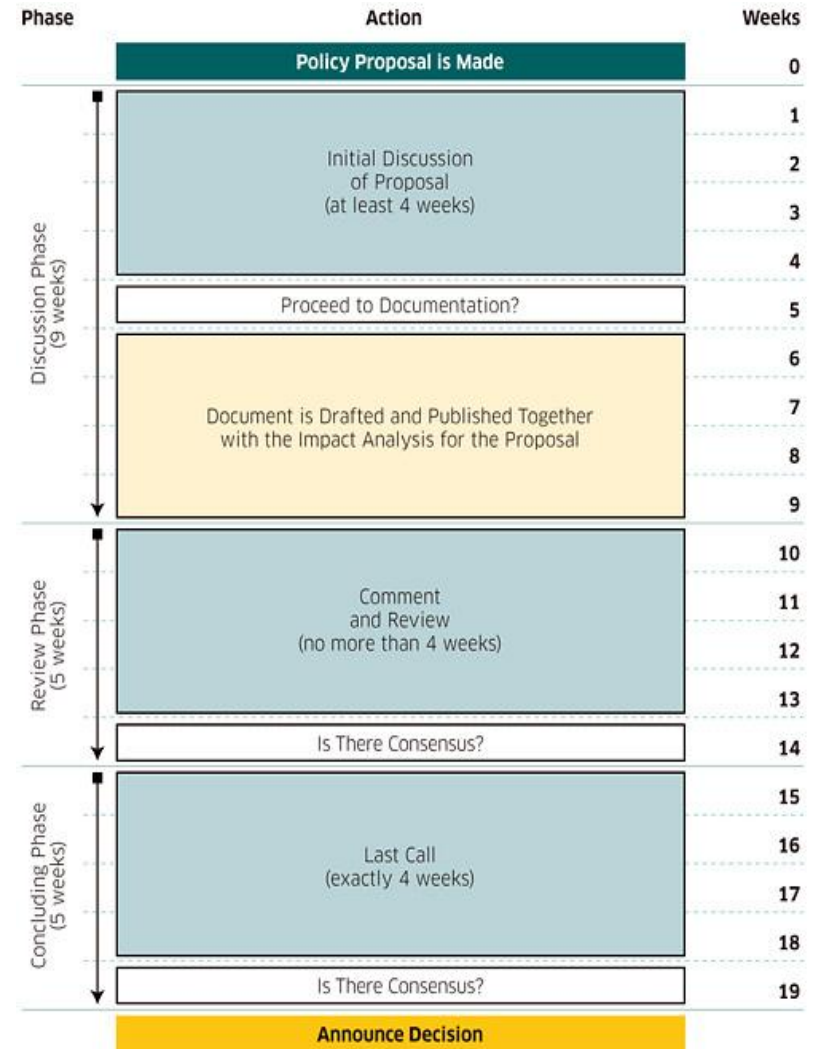 Phase Action Weeks
Policy Proposal is Made 0
Discussion Phase
(9 weeks)
1
Initial Discussion
of Proposal
(at least 4 weeks)
2
3
4
Proceed to Documentation? 5
6
Document is Drafted and Published Together
with the Impact Analysis for the Proposal
7
8
9
Review Phase
(5 weeks)
10
Comment
and Review
(no more than 4 weeks)
11
12
13
Is There Consensus? 14
Concluding Phase
(5 weeks)
15
Last Call
(exactly 4 weeks)
16
17
18
Is There Consensus? 19
Announce Decision